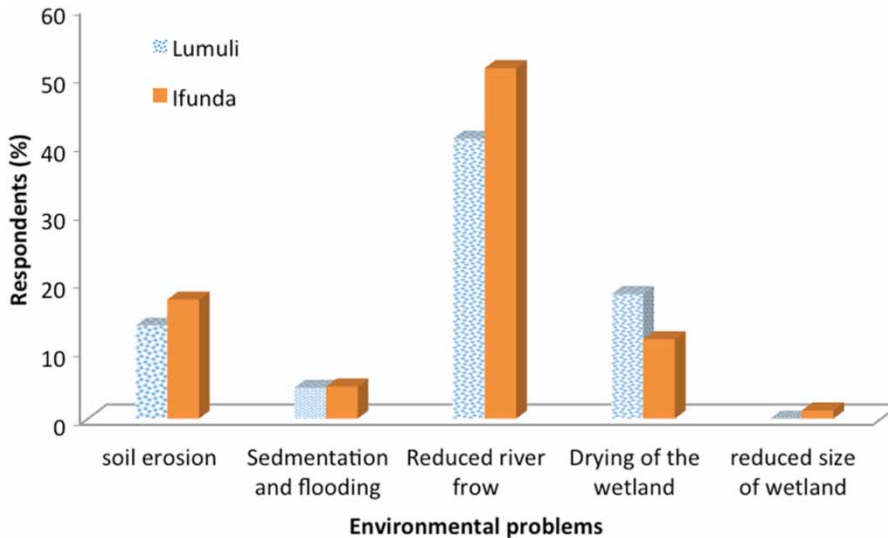 60
50
40
30
20
10
0
Respondents (%)
Lumuli
Ifunda
soil erosion
Sedmentation
and flooding
Reduced river
frow
Drying of the
wetland
reduced size
of wetland
Environmental problems